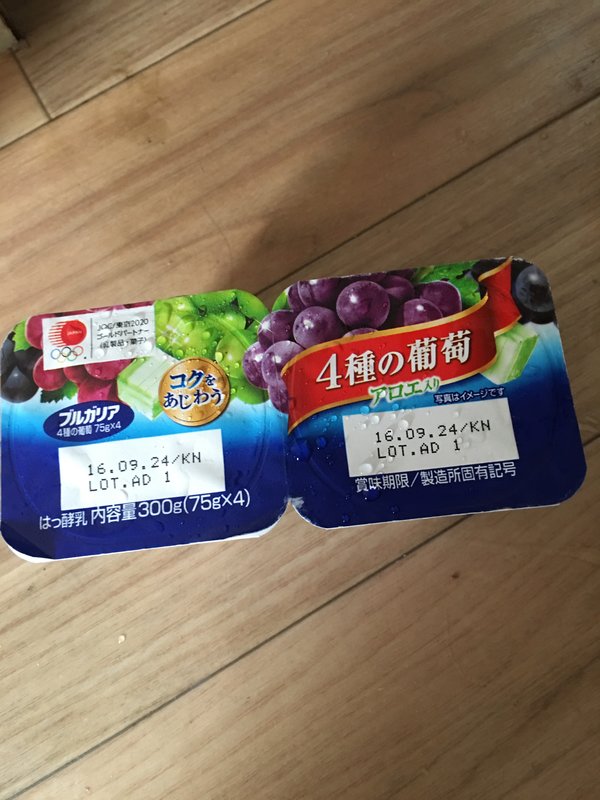 JAPAN
JOC/東京2020
ゴールドパートナー
(乳製品・菓子)
コクを
あじわう
ブルガリア
4種の葡萄 75g×4
16.09.24/KN
LOT.AD 1
はっ酵乳 内容量300g(75g×4)
4種の葡萄
アロエ入り
写真はイメージです
16.09.24/KN
LOT.AD 1
賞味期限/製造所固有記号